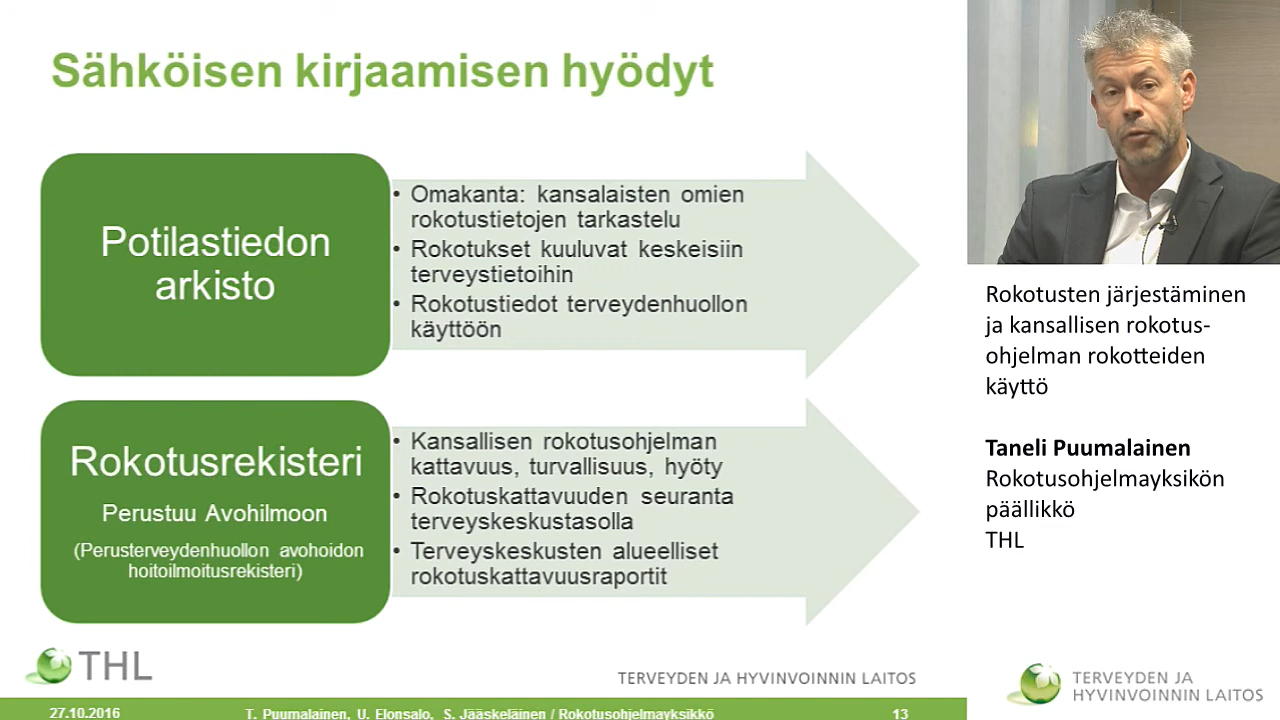 Sähköisen kirjaamisen hyödyt
Potilastiedon
arkisto
• Omakanta: kansalaisten omien
rokotustietojen tarkastelu
• Rokotukset kuuluvat keskeisiin
terveystietoihin
• Rokotustiedot terveydenhuollon
käyttöön
Rokotusrekisteri
Perustuu Avohilmoon
(Perusterveydenhuollon avohoidon
hoitoilmoitusrekisteri)
• Kansallisen rokotusohjelman
kattavuus, turvallisuus, hyöty
• Rokotuskattavuuden seuranta
terveyskeskustasolla
• Terveyskeskusten alueelliset
rokotuskattavuusraportit
THL
TERVEYDEN JA HYVINVOINNIN LAITOS
27.10.2016
T. Puumalainen, U. Elonsalo, S. Jääskeläinen / Rokotusohjelmayksikkö
13
Rokotusten järjestäminen
ja kansallisen rokotus-
ohjelman rokotteiden
käyttö
Taneli Puumalainen
Rokotusohjelmayksikön
päällikkö
THL
TERVEYDEN JA
HYVINVOINNIN LAITOS